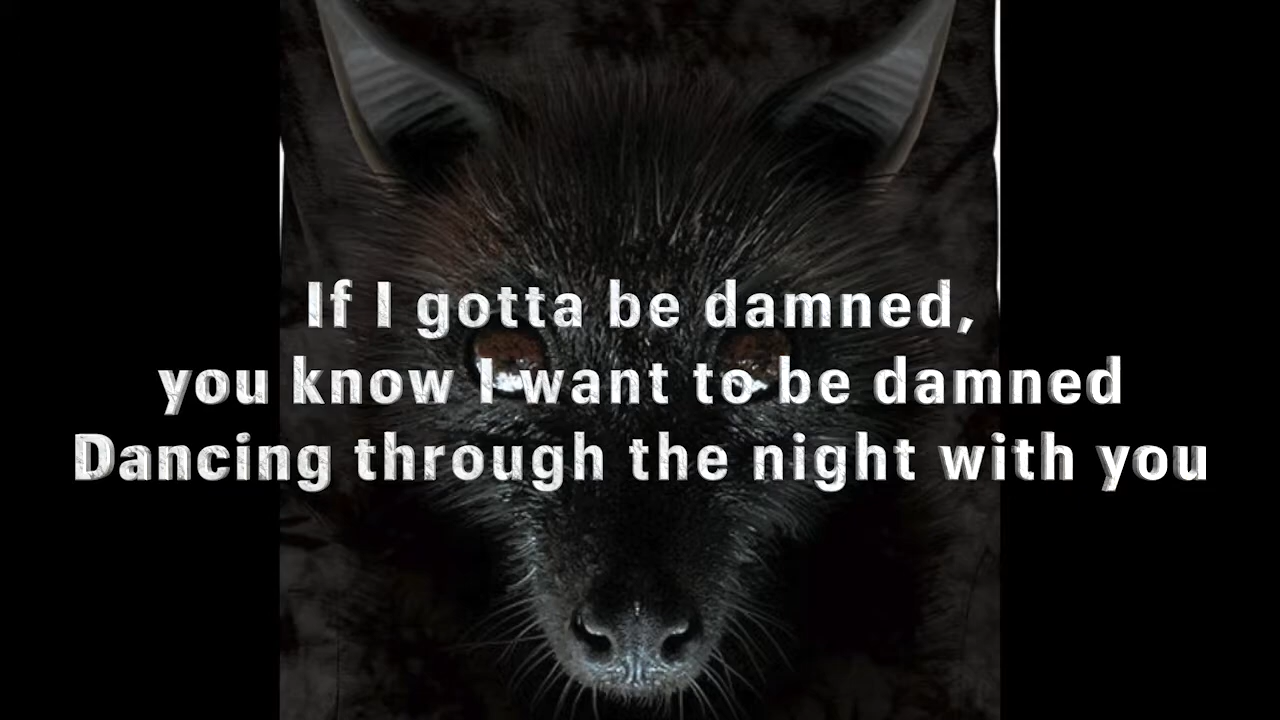 If I gotta be damned,
you know I want to be damned
Dancing through the night with you